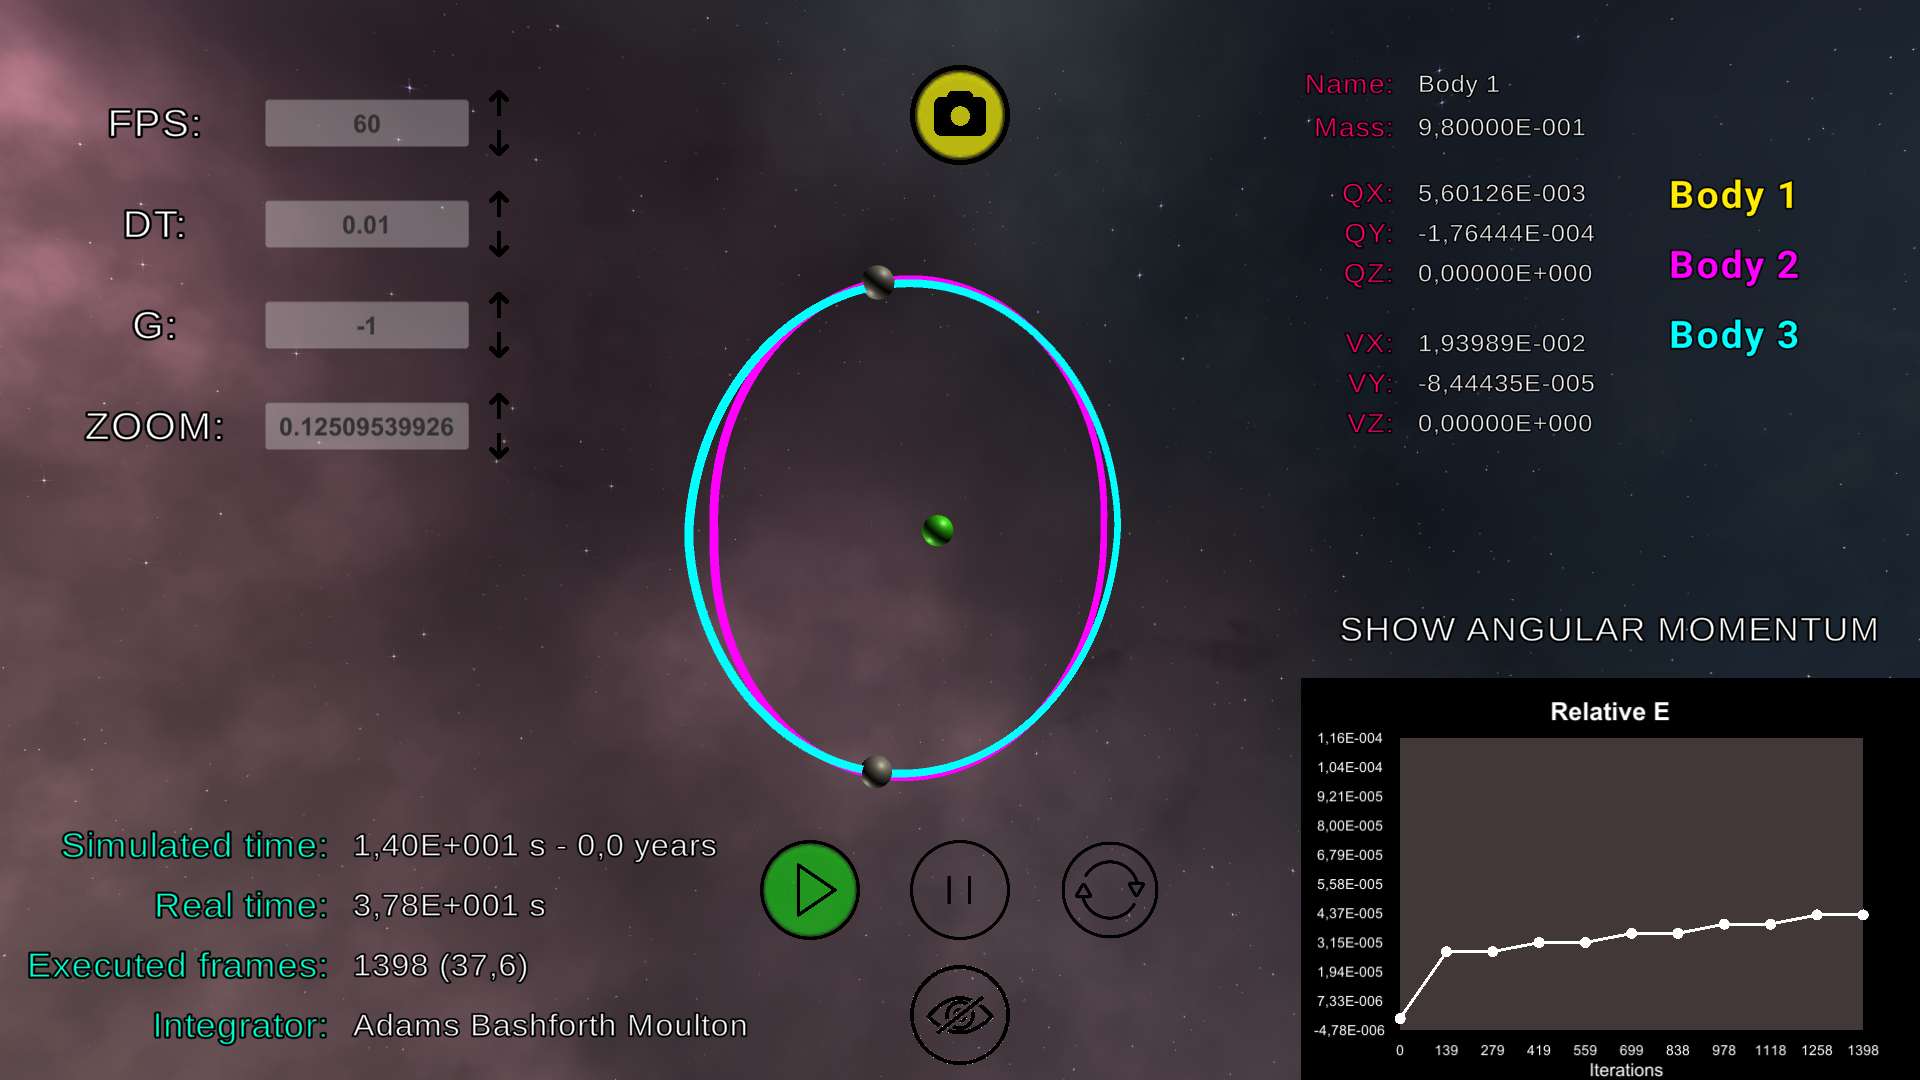 FPS: 60
DT: 0.01
G: -1
ZOOM: 0.12509539926
Name: Body 1
Mass: 9,80000E-001
QX: 5,60126E-003
QY: -1,76444E-004
QZ: 0,00000E+000
VX: 1,93989E-002
VY: -8,44435E-005
VZ: 0,00000E+000
Body 1
Body 2
Body 3
SHOW ANGULAR MOMENTUM
Simulated time: 1,40E+001 s - 0,0 years
Real time: 3,78E+001 s
Executed frames: 1398 (37,6)
Integrator: Adams Bashforth Moulton
Relative E
1,16E-004
1,04E-004
9,21E-005
8,00E-005
6,79E-005
5,58E-005
4,37E-005
3,15E-005
1,94E-005
7,33E-006
-4,78E-006
0 139 279 419 559 699 838 978 1118 1258 1398
Iterations